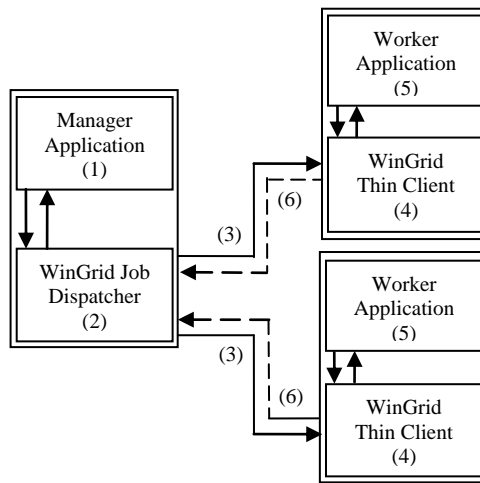 Manager
Application
(1)
WinGrid Job
Dispatcher
(2)
(3)
(6)
Worker
Application
(5)
WinGrid
Thin Client
(4)
(3)
(6)
Worker
Application
(5)
WinGrid
Thin Client
(4)